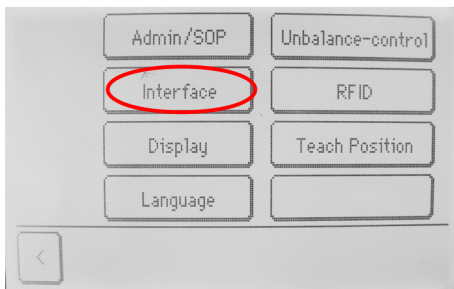 Admin/SOP
Unbalance-control
Interface
RFID
Display
Teach Position
Language
<